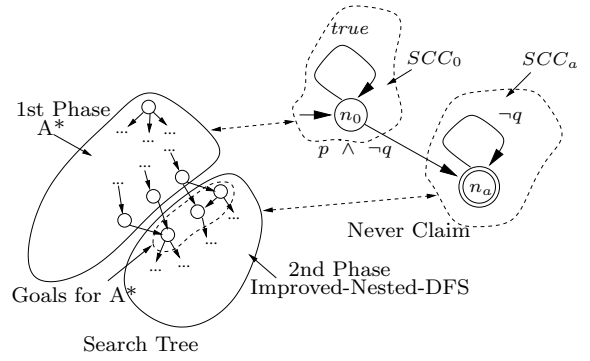 true
SCC₀
SCCₐ
1st Phase
A*
n₀
¬q
p ∧ ¬q
nₐ
...
...
...
...
...
...
...
...
...
...
...
Never Claim
2nd Phase
Improved-Nested-DFS
Goals for A*
Search Tree